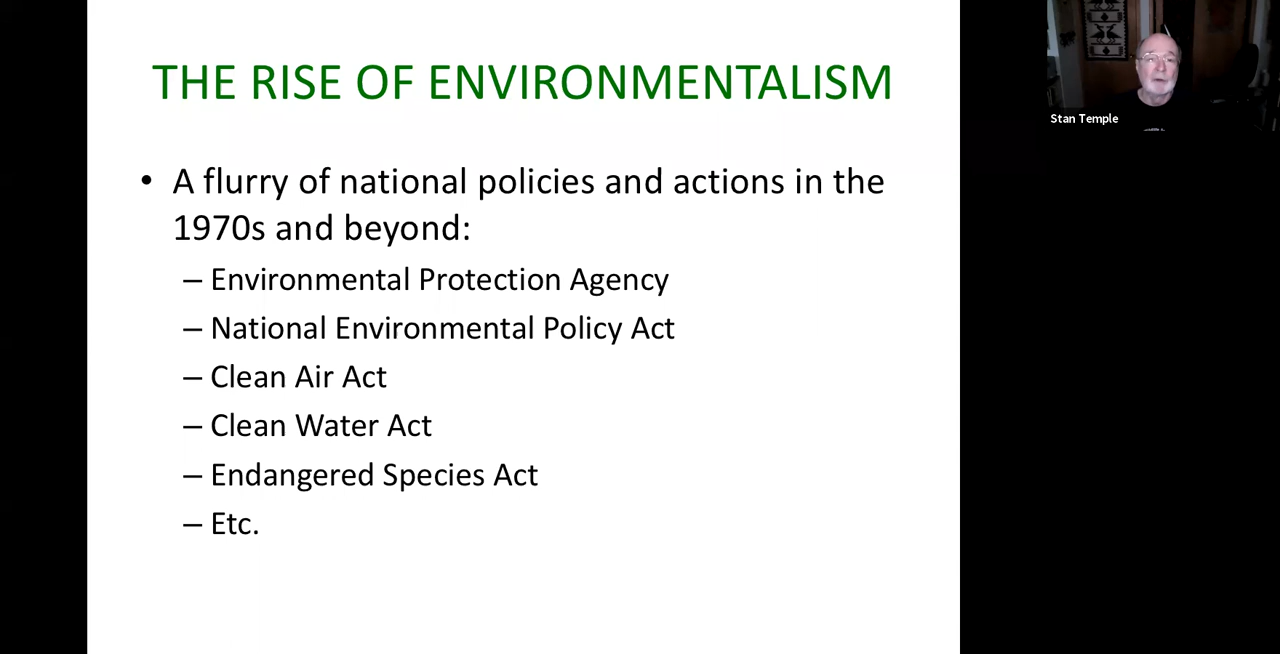 THE RISE OF ENVIRONMENTALISM
• A flurry of national policies and actions in the
1970s and beyond:
– Environmental Protection Agency
– National Environmental Policy Act
– Clean Air Act
– Clean Water Act
– Endangered Species Act
– Etc.
Stan Temple